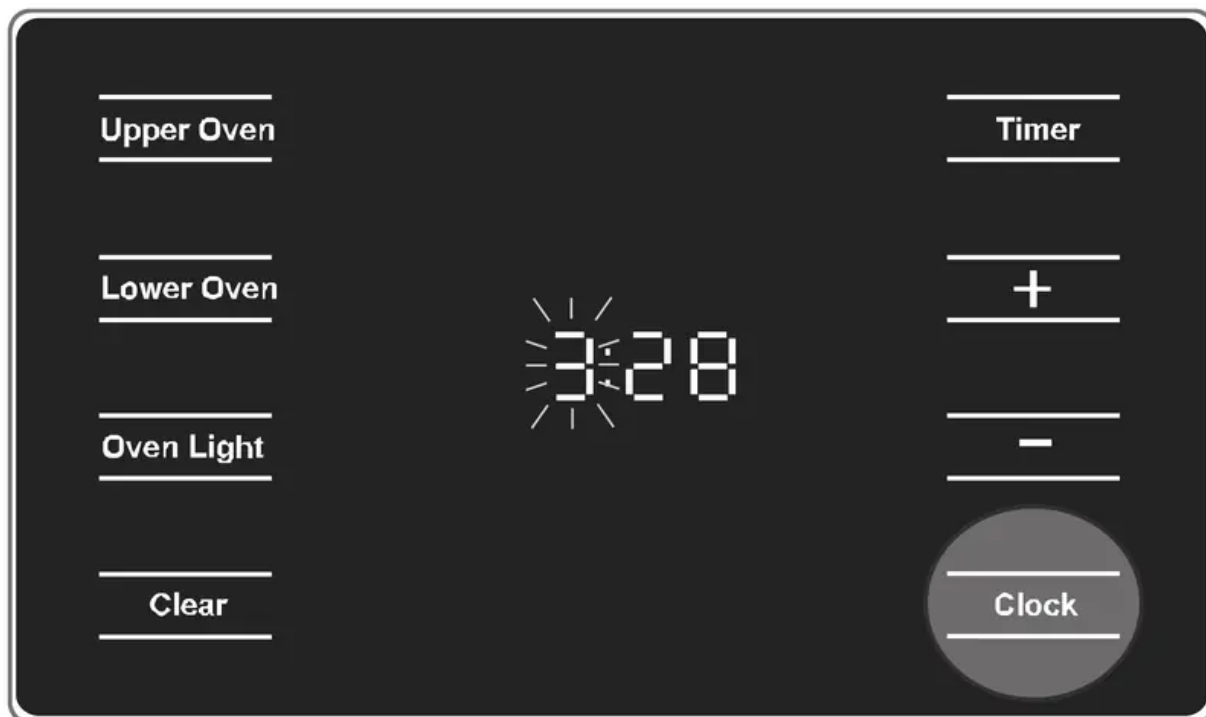 Upper Oven
Timer
Lower Oven
+
3:28
Oven Light
-
Clear
Clock